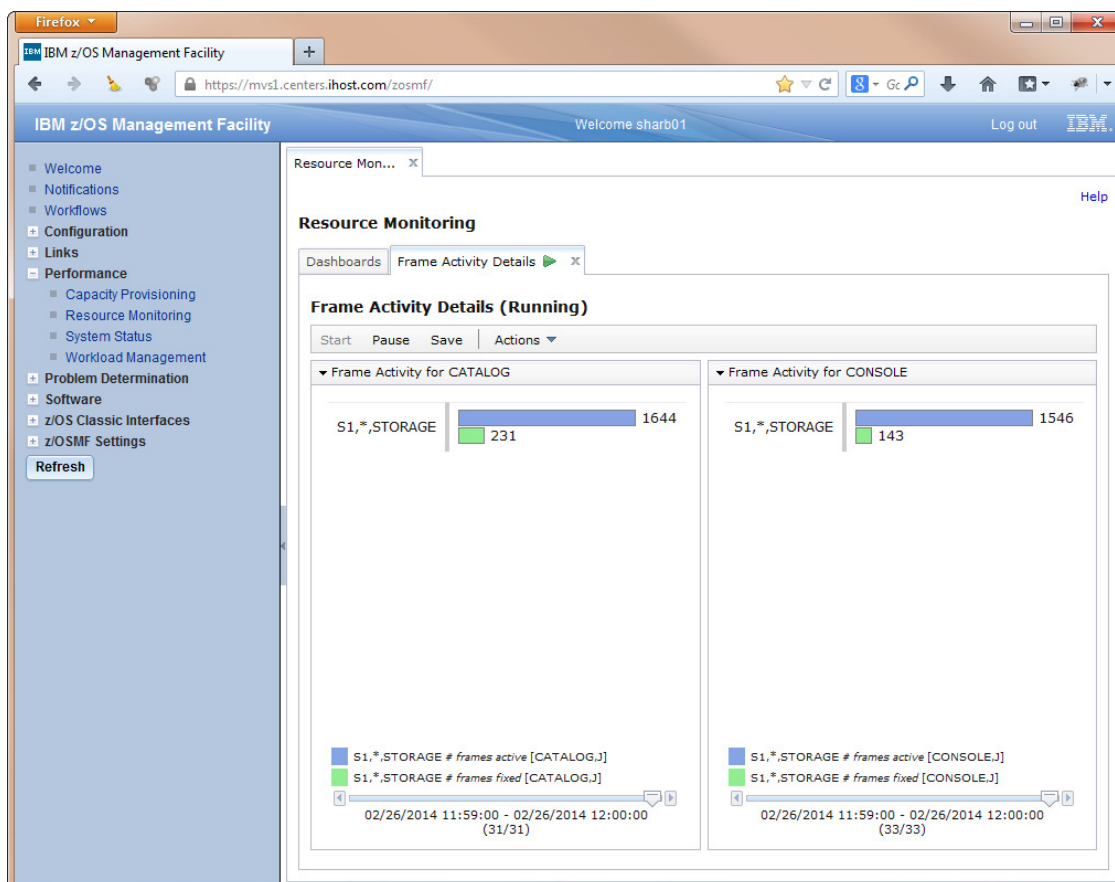 Firefox
IBM IBM z/OS Management Facility
https://mvs1.centers.ihost.com/zosmf/
8
IBM z/OS Management Facility
Welcome sharb01
Log out
IBM.
Welcome
Notifications
Workflows
Configuration
Links
Performance
Capacity Provisioning
Resource Monitoring
System Status
Workload Management
Problem Determination
Software
z/OS Classic Interfaces
z/OSMF Settings
Refresh
Resource Mon...
Help
Resource Monitoring
Dashboards Frame Activity Details
Frame Activity Details (Running)
Start Pause Save Actions
Frame Activity for CATALOG
S1,*,STORAGE
1644
231
S1,*,STORAGE # frames active [CATALOG,J]
S1,*,STORAGE # frames fixed [CATALOG,J]
02/26/2014 11:59:00 - 02/26/2014 12:00:00
(31/31)
Frame Activity for CONSOLE
S1,*,STORAGE
1546
143
S1,*,STORAGE # frames active [CONSOLE,J]
S1,*,STORAGE # frames fixed [CONSOLE,J]
02/26/2014 11:59:00 - 02/26/2014 12:00:00
(33/33)